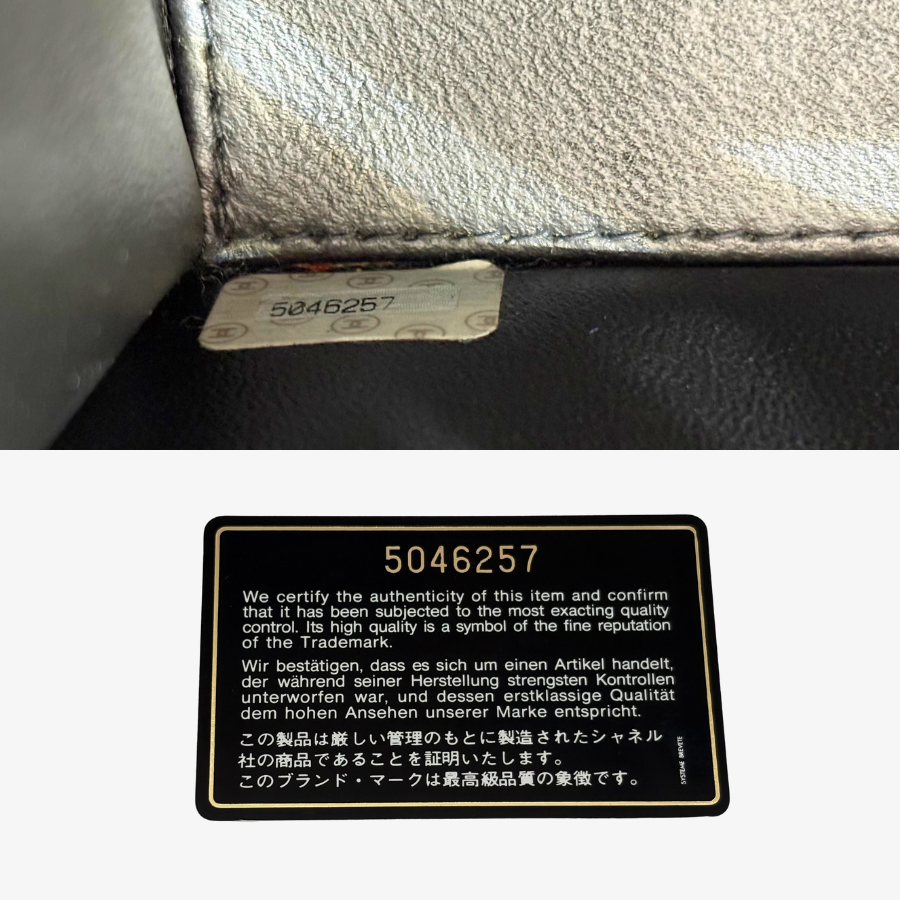 5046257
5046257
We certify the authenticity of this item and confirm
that it has been subjected to the most exacting quality
control. Its high quality is a symbol of the fine reputation
of the Trademark.
Wir bestätigen, dass es sich um einen Artikel handelt,
der während seiner Herstellung strengsten Kontrollen
unterworfen war, und dessen erstklassige Qualität
dem hohen Ansehen unserer Marke entspricht.
この製品は厳しい管理のもとに製造されたシャネル
社の商品であることを証明いたします。
このブランド・マークは最高級品質の象徴です。
SYSTEME BREVETE